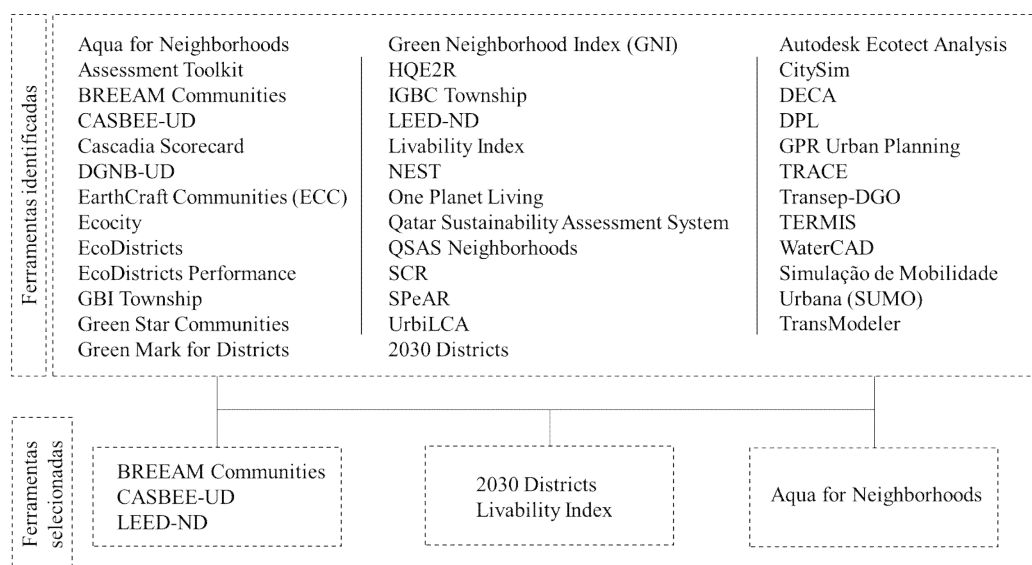 Ferramentas identificadas
Aqua for Neighborhoods
Assessment Toolkit
BREEAM Communities
CASBEE-UD
Cascadia Scorecard
DGNB-UD
EarthCraft Communities (ECC)
Ecocity
EcoDistricts
EcoDistricts Performance
GBI Township
Green Star Communities
Green Mark for Districts
Green Neighborhood Index (GNI)
HQE2R
IGBC Township
LEED-ND
Livability Index
NEST
One Planet Living
Qatar Sustainability Assessment System
QSAS Neighborhoods
SCR
SPeAR
UrbiLCA
2030 Districts
Autodesk Ecotect Analysis
CitySim
DECA
DPL
GPR Urban Planning
TRACE
Transep-DGO
TERMIS
WaterCAD
Simulação de Mobilidade
Urbana (SUMO)
TransModeler
Ferramentas
selecionadas
BREEAM Communities
CASBEE-UD
LEED-ND
2030 Districts
Livability Index
Aqua for Neighborhoods